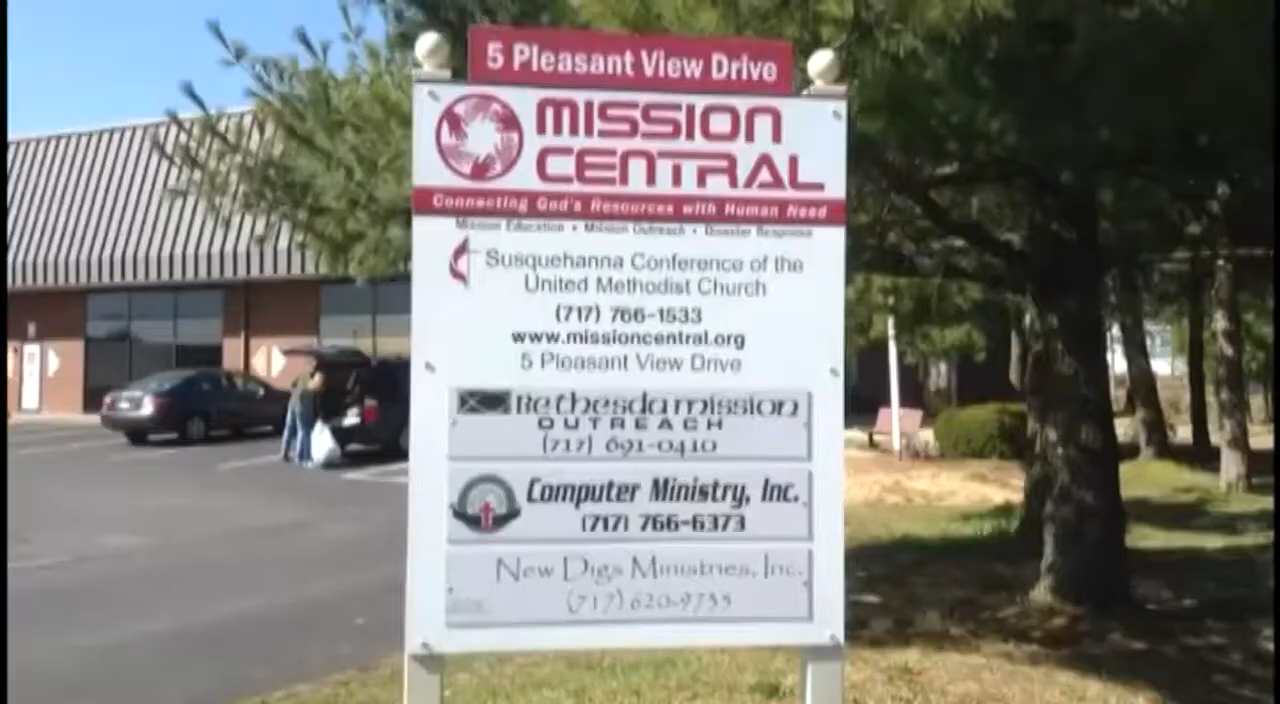 5 Pleasant View Drive
MISSION
CENTRAL
Connecting God's Resources with Human Need
Mission Education • Mission Outreach • Disaster Response
Susquehanna Conference of the
United Methodist Church
(717) 766-1533
www.missioncentral.org
5 Pleasant View Drive
Bethesda mission
OUTREACH
(717) 691-0410
Computer Ministry, Inc.
(717) 766-6373
New Digs Ministries, Inc.
(717) 620-9735